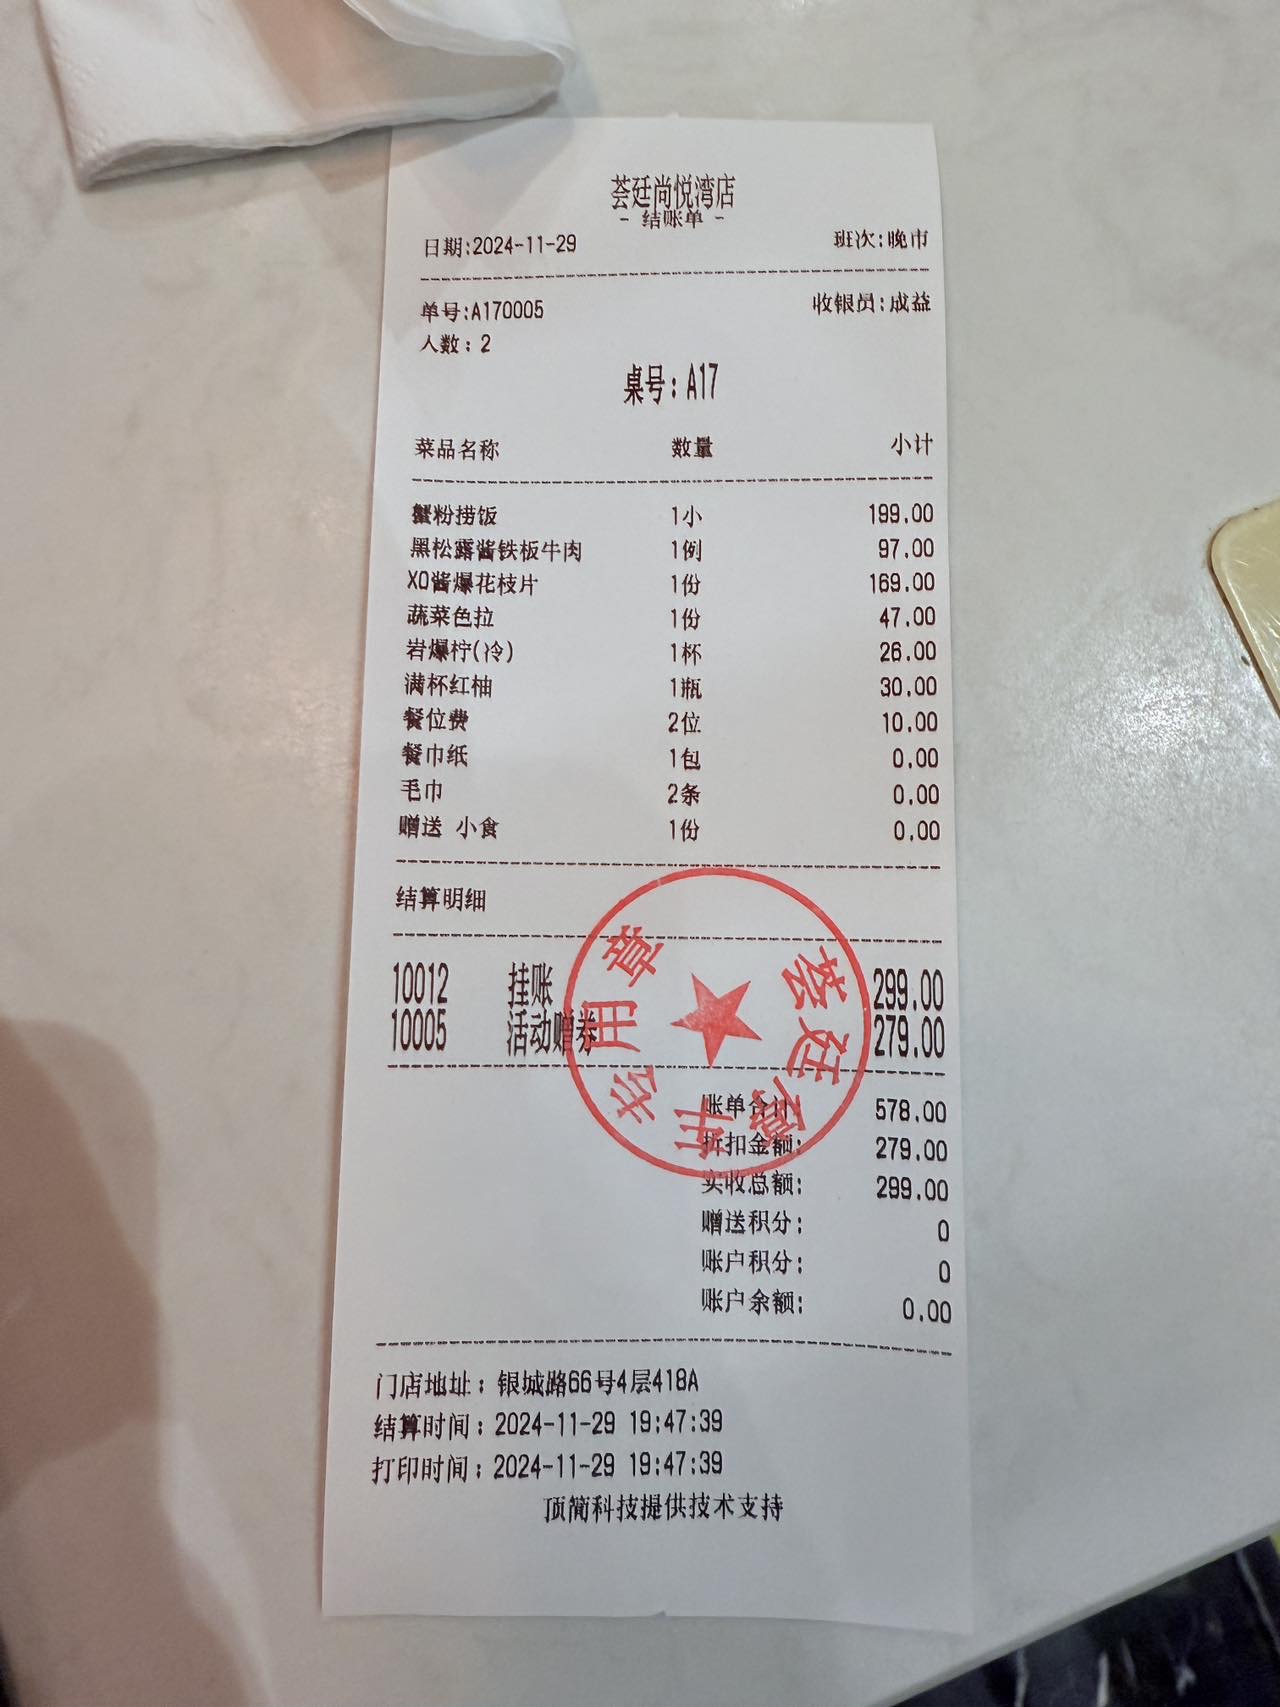 荟廷尚悦湾店
- 结账单 -
日期:2024-11-29 班次:晚市
单号:A170005 收银员:成益
人数: 2
桌号: A17
菜品名称 数量 小计
蟹粉捞饭 1小 199.00
黑松露酱铁板牛肉 1例 97.00
XO酱爆花枝片 1份 169.00
蔬菜色拉 1份 47.00
岩爆柠(冷) 1杯 26.00
满杯红柚 1瓶 30.00
餐位费 2位 10.00
餐巾纸 1包 0.00
毛巾 2条 0.00
赠送 小食 1份 0.00
结算明细
10012 挂账 299.00
10005 活动赠券 279.00
账单合计: 578.00
折扣金额: 279.00
实收总额: 299.00
赠送积分: 0
账户积分: 0
账户余额: 0.00
门店地址: 银城路66号4层418A
结算时间: 2024-11-29 19:47:39
打印时间: 2024-11-29 19:47:39
顶简科技提供技术支持
荟廷 专用章